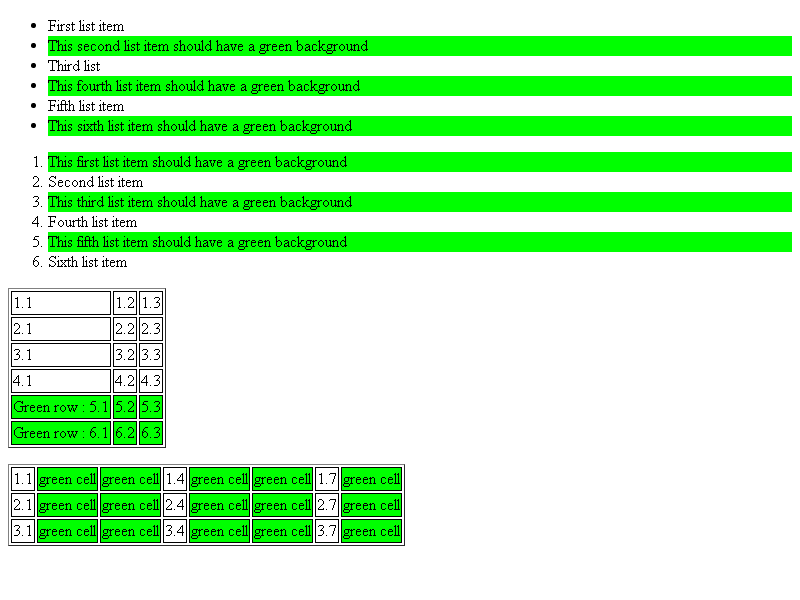 First list item
This second list item should have a green background
Third list
This fourth list item should have a green background
Fifth list item
This sixth list item should have a green background
1. This first list item should have a green background
2. Second list item
3. This third list item should have a green background
4. Fourth list item
5. This fifth list item should have a green background
6. Sixth list item
1.1 1.2 1.3
2.1 2.2 2.3
3.1 3.2 3.3
4.1 4.2 4.3
Green row : 5.1 5.2 5.3
Green row : 6.1 6.2 6.3
1.1 green cell green cell 1.4 green cell green cell 1.7 green cell
2.1 green cell green cell 2.4 green cell green cell 2.7 green cell
3.1 green cell green cell 3.4 green cell green cell 3.7 green cell